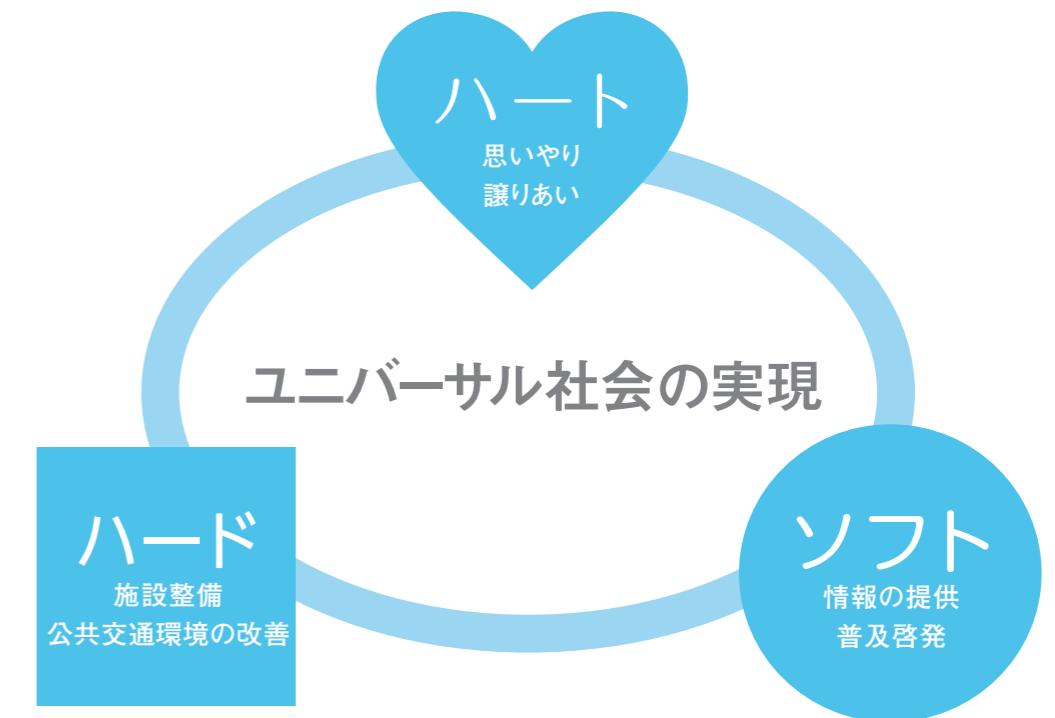 ハート
思いやり
譲りあい
ユニバーサル社会の実現
ハード
施設整備
公共交通環境の改善
ソフト
情報の提供
普及啓発